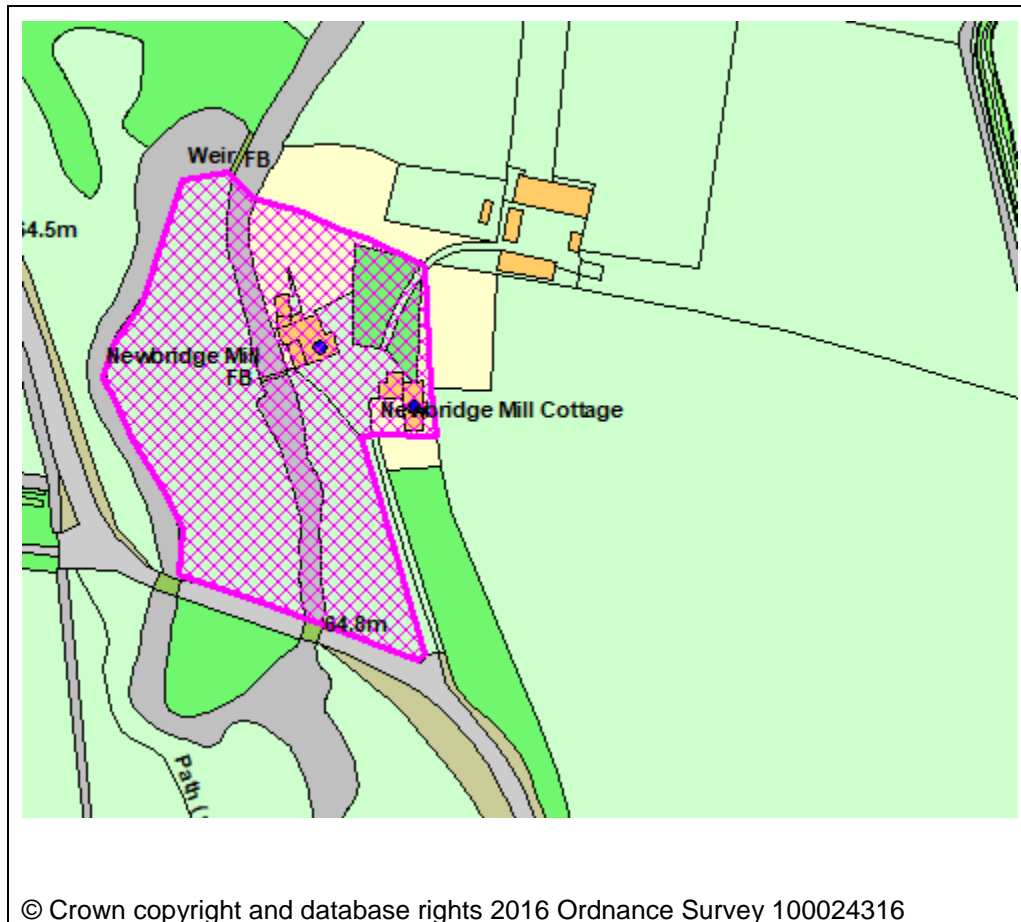 Weir FB
64.5m
Newbridge Mill
FB
Newbridge Mill Cottage
64.8m
Path (
© Crown copyright and database rights 2016 Ordnance Survey 100024316